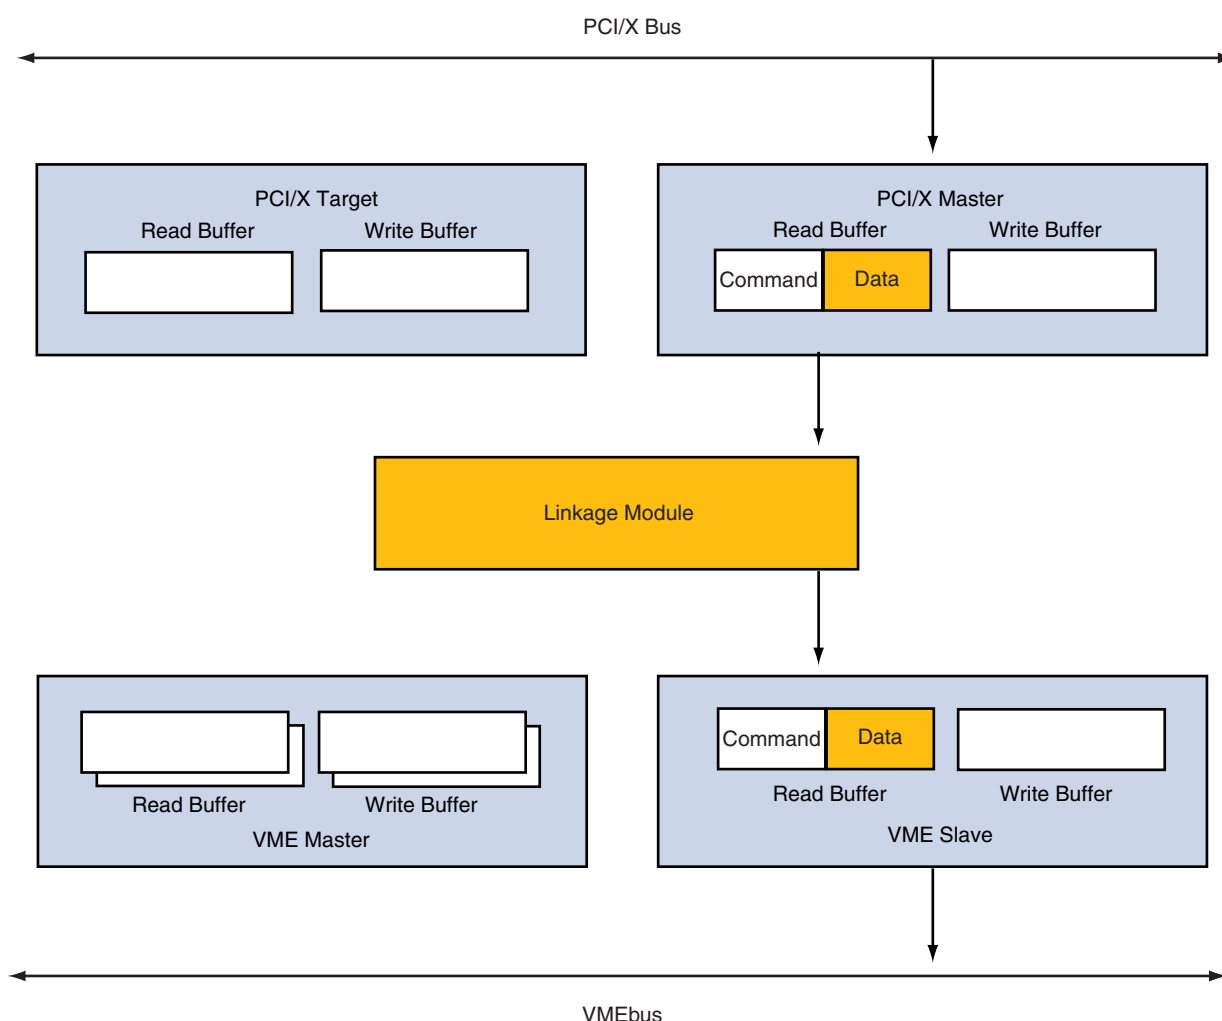 PCI/X Bus
PCI/X Target
Read Buffer
Write Buffer
PCI/X Master
Read Buffer
Write Buffer
Command
Data
Linkage Module
Read Buffer
Write Buffer
VME Master
Command
Data
Read Buffer
Write Buffer
VME Slave
VMEbus